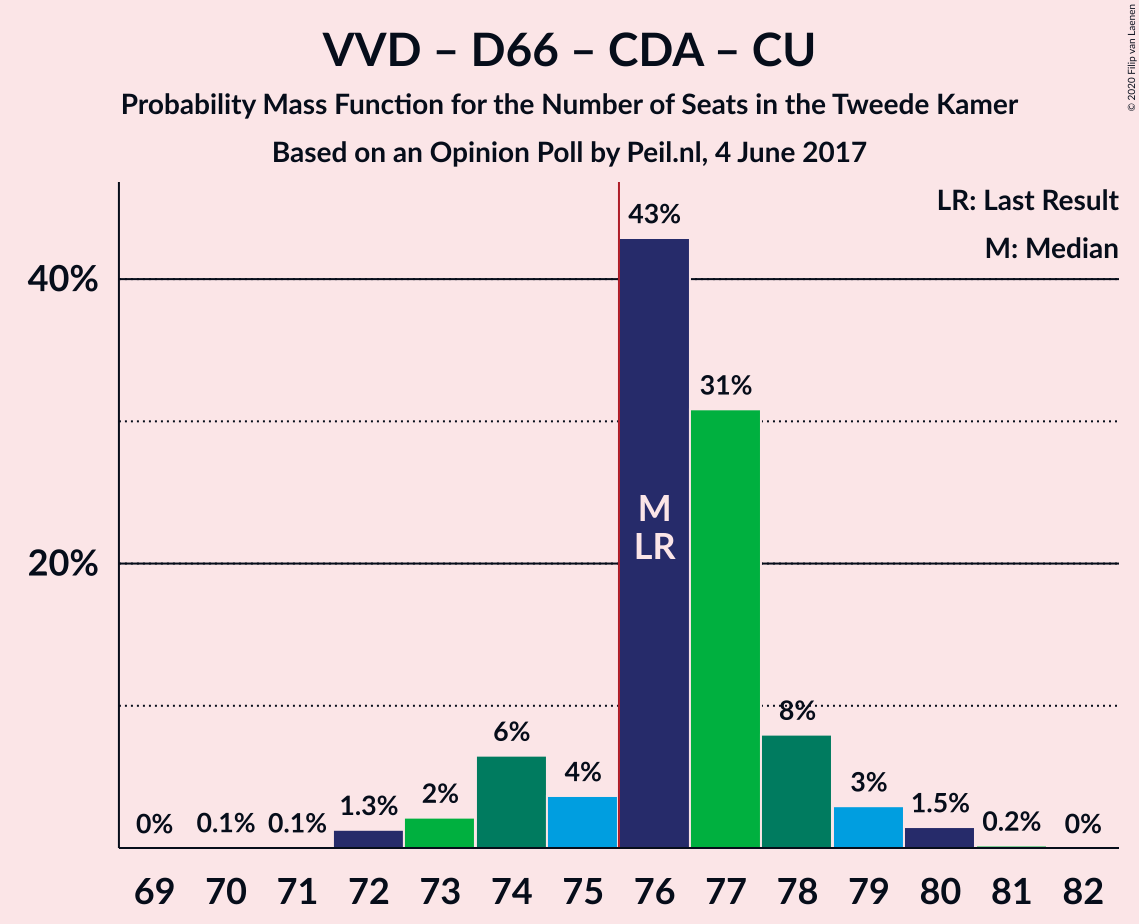 VVD – D66 – CDA – CU
Probability Mass Function for the Number of Seats in the Tweede Kamer
Based on an Opinion Poll by Peil.nl, 4 June 2017
© 2020 Filip van Laenen
LR: Last Result
M: Median
40%
20%
0%
0.1%
0.1%
1.3%
2%
6%
4%
43%
31%
8%
3%
1.5%
0.2%
0%
M
LR
69 70 71 72 73 74 75 76 77 78 79 80 81 82